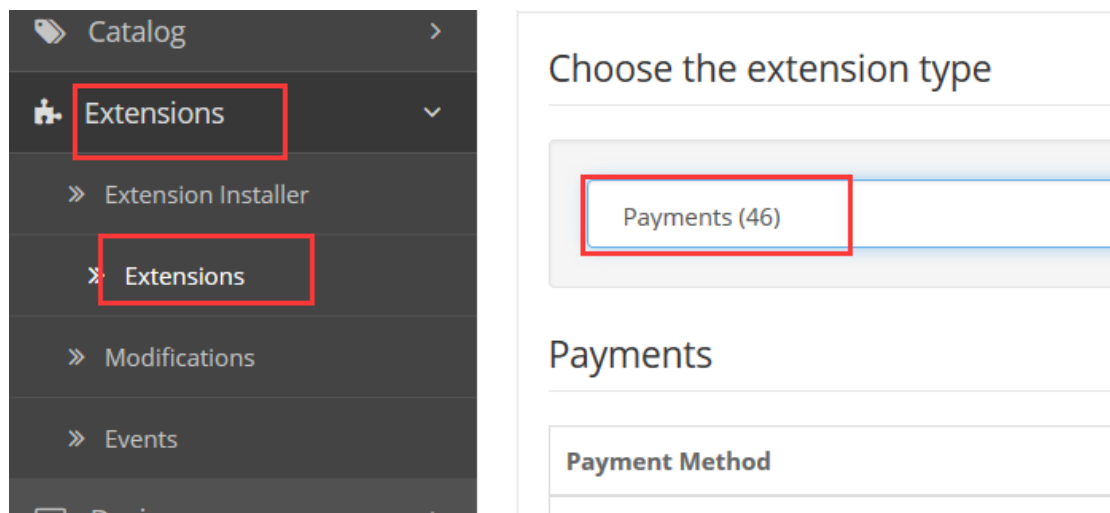 Catalog
Extensions
Extension Installer
Extensions
Modifications
Events
Choose the extension type
Payments (46)
Payments
Payment Method